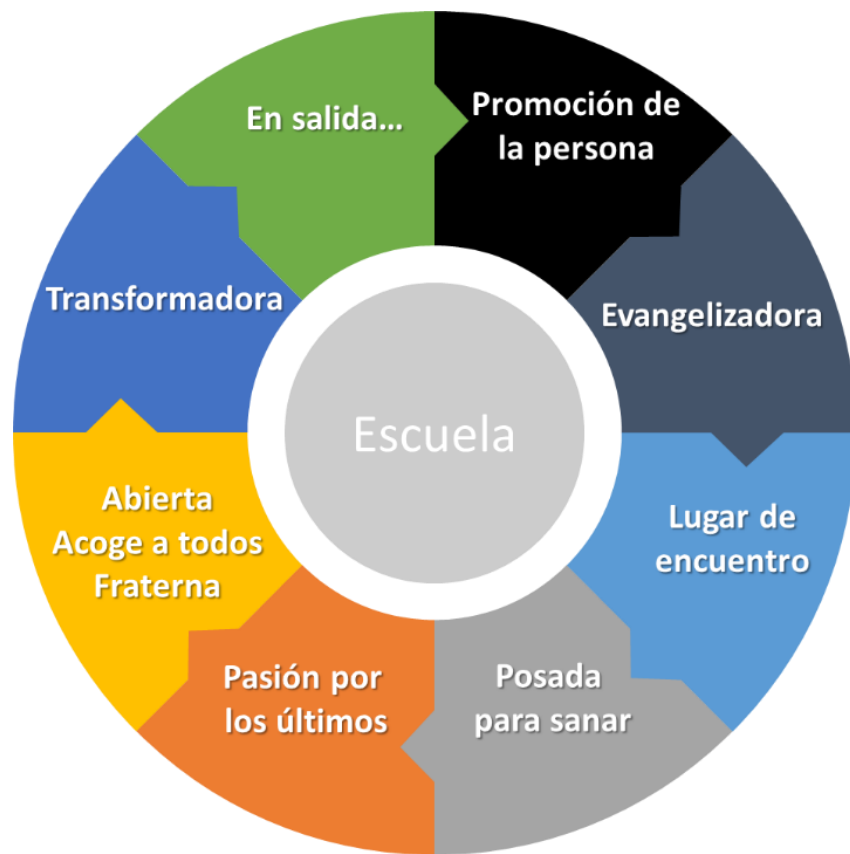 En salida...
Promoción de
la persona
Evangelizadora
Lugar de
encuentro
Posada
para sanar
Pasión por
los últimos
Abierta
Acoge a todos
Fraterna
Transformadora
Escuela